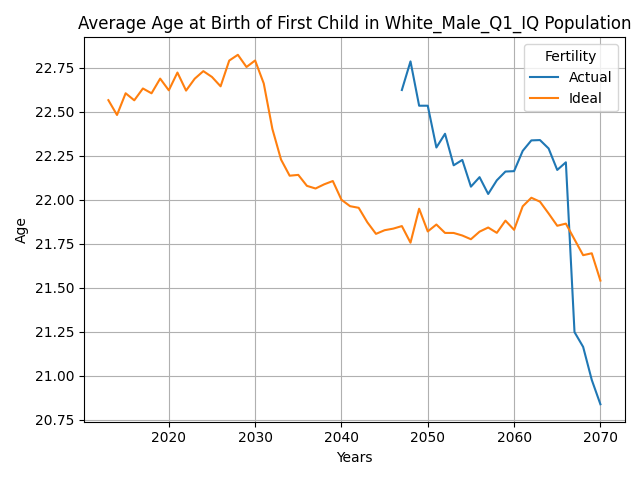 Average Age at Birth of First Child in White_Male_Q1_IQ Population
Fertility
Actual
Ideal
Age
22.75
22.50
22.25
22.00
21.75
21.50
21.25
21.00
20.75
2020 2030 2040 2050 2060 2070
Years